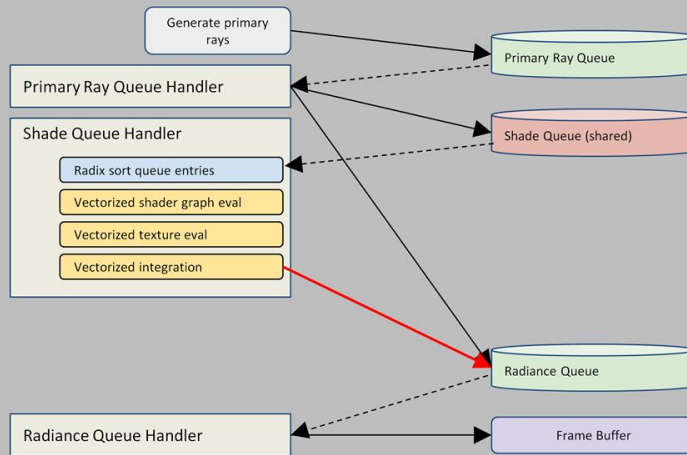 Generate primary
rays
Primary Ray Queue
Primary Ray Queue Handler
Shade Queue Handler
Shade Queue (shared)
Radix sort queue entries
Vectorized shader graph eval
Vectorized texture eval
Vectorized integration
Radiance Queue
Radiance Queue Handler
Frame Buffer